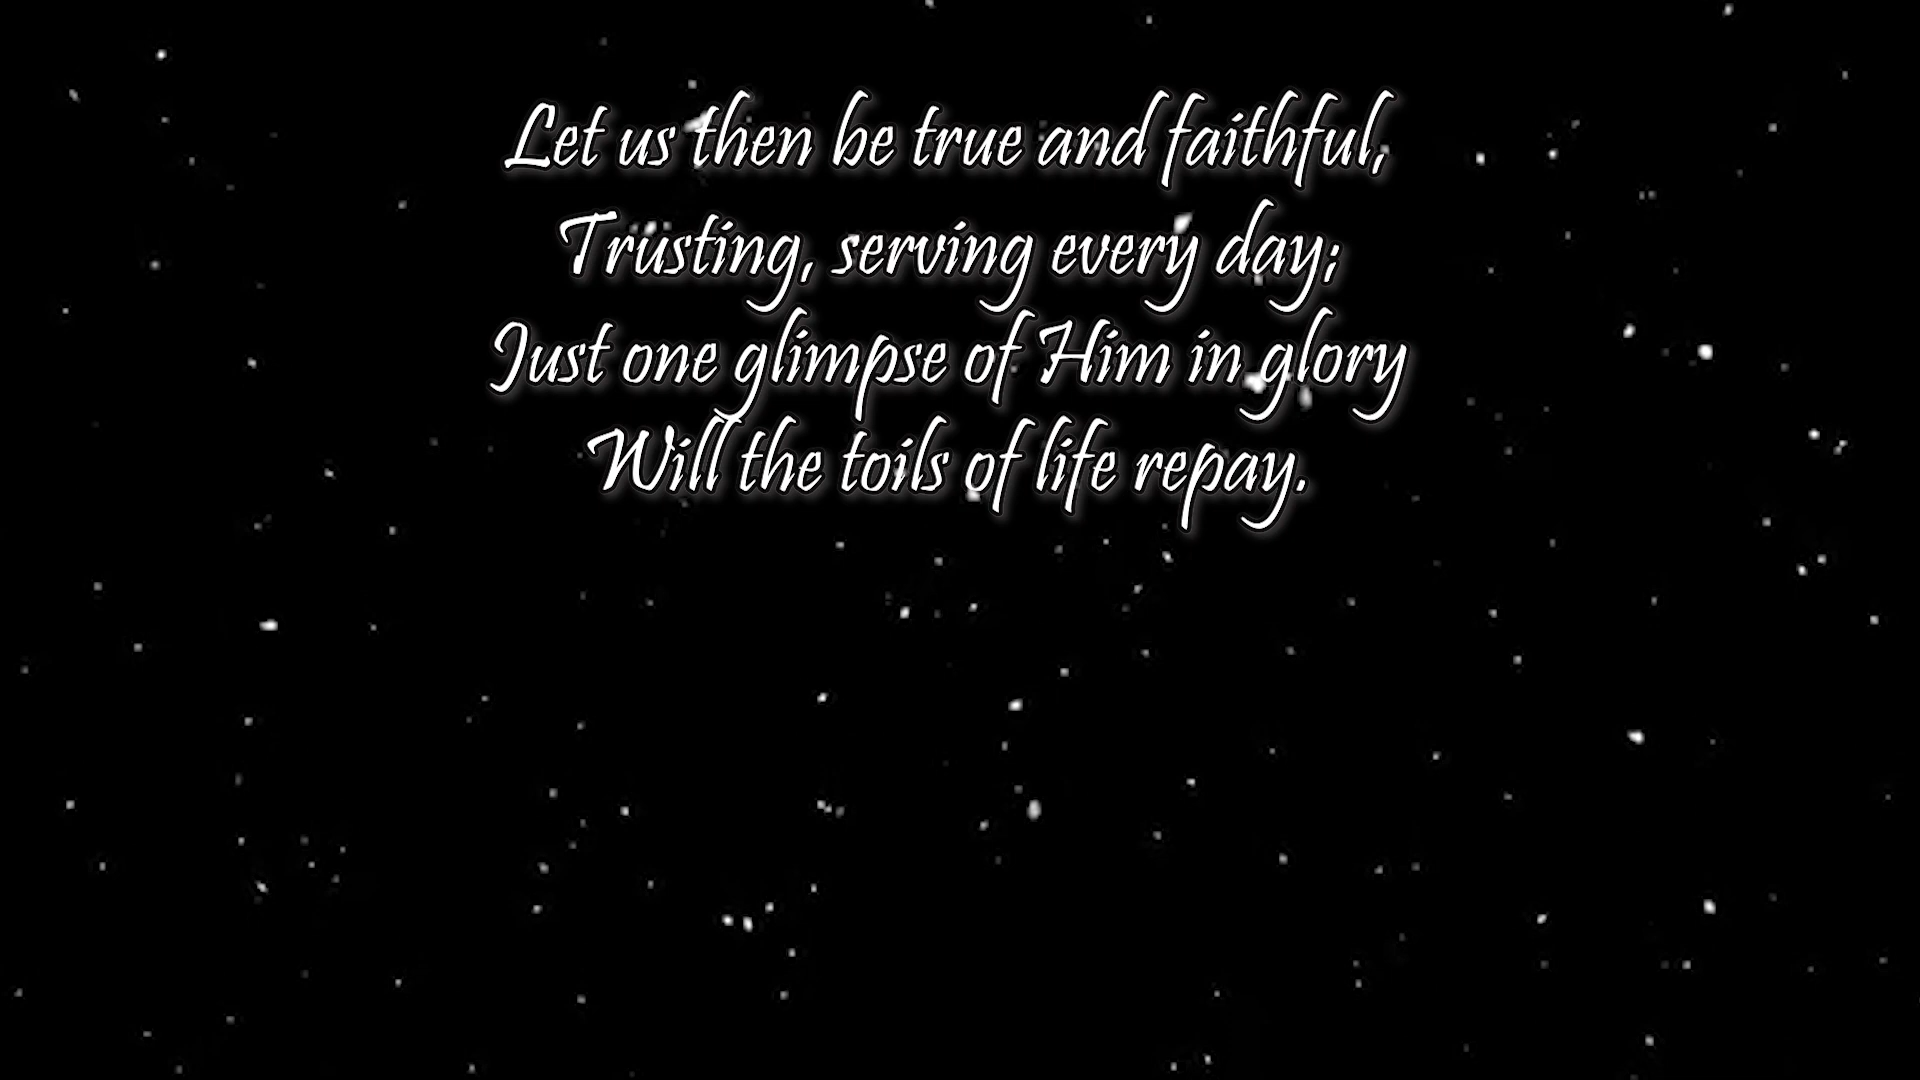 Let us then be true and faithful,
Trusting, serving every day;
Just one glimpse of Him in glory
Will the toils of life repay.